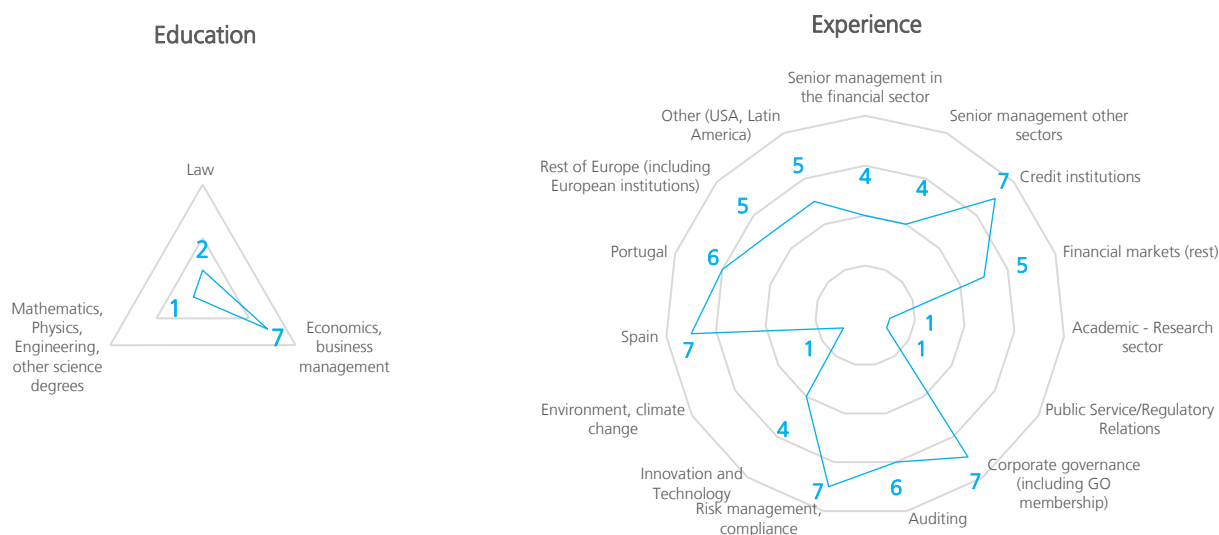 Education
Law
2
1
7
Mathematics,
Physics,
Engineering,
other science
degrees
Economics,
business
management
Experience
Senior management in
the financial sector
Senior management other
sectors
Credit institutions
Financial markets (rest)
Academic - Research
sector
Public Service/Regulatory
Relations
Corporate governance
(including GO
membership)
Auditing
Risk management,
compliance
Innovation and
Technology
Environment, climate
change
Spain
Portugal
Rest of Europe (including
European institutions)
Other (USA, Latin
America)
4
4
7
5
1
1
7
6
7
4
1
7
6
5
5